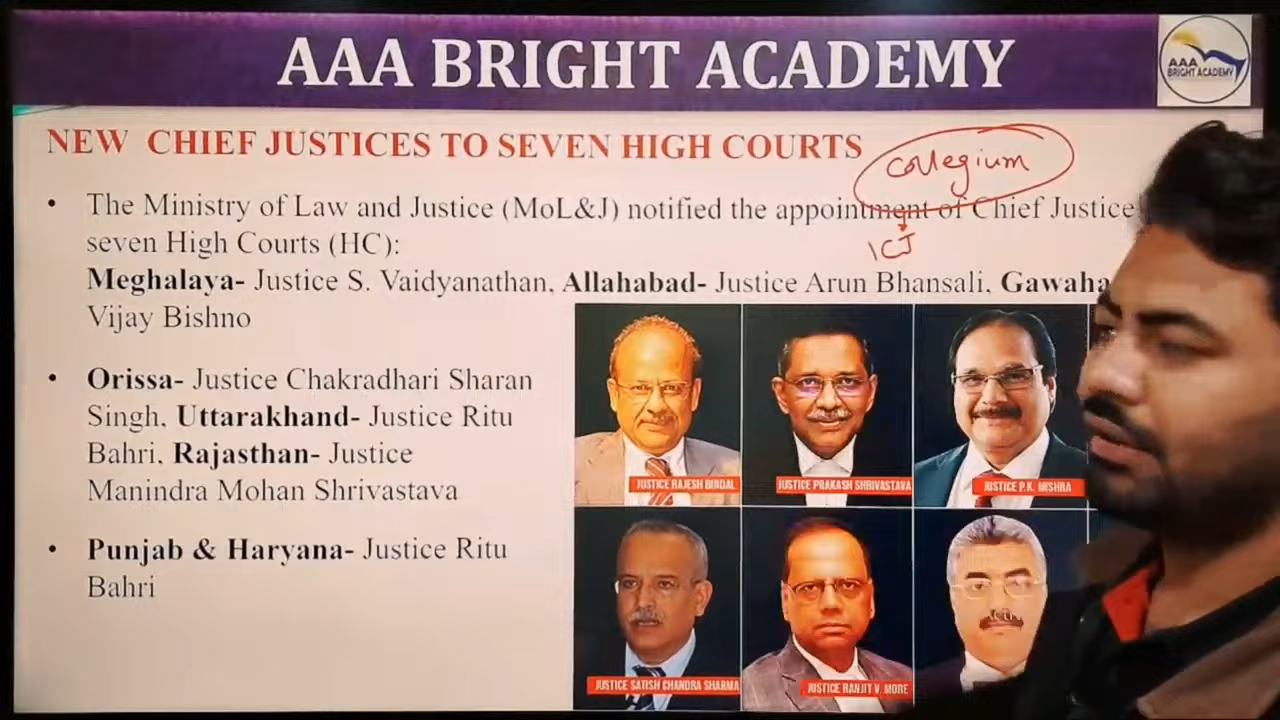 AAA BRIGHT ACADEMY
AAA
BRIGHT ACADEMY
NEW CHIEF JUSTICES TO SEVEN HIGH COURTS
collegium
• The Ministry of Law and Justice (MoL&J) notified the appointment of Chief Justice
ICJ
seven High Courts (HC):
Meghalaya- Justice S. Vaidyanathan, Allahabad- Justice Arun Bhansali, Gawaha
Vijay Bishno
• Orissa- Justice Chakradhari Sharan
Singh, Uttarakhand- Justice Ritu
Bahri, Rajasthan- Justice
Manindra Mohan Shrivastava
• Punjab & Haryana- Justice Ritu
Bahri
JUSTICE RAJESH BINDAL
JUSTICE PRAKASH SHRIVASTAVA
JUSTICE P.K. MISHRA
JUSTICE SATISH CHANDRA SHARMA
JUSTICE RANJIT V. MORE